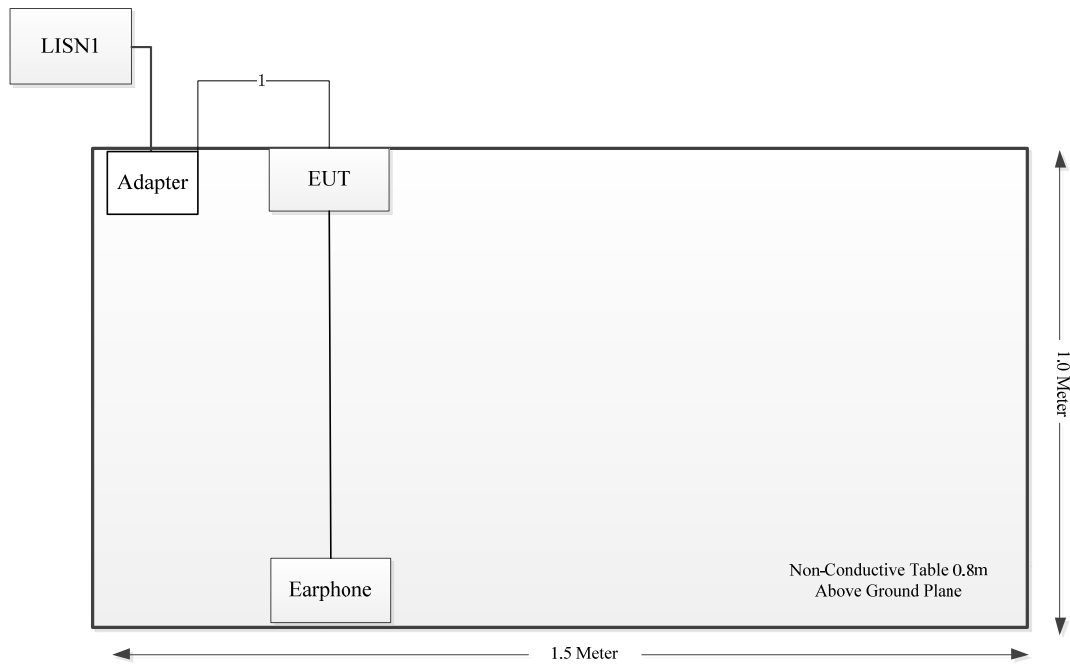 LISN1
1
Adapter
EUT
1.0 Meter
Earphone
Non-Conductive Table 0.8m
Above Ground Plane
1.5 Meter